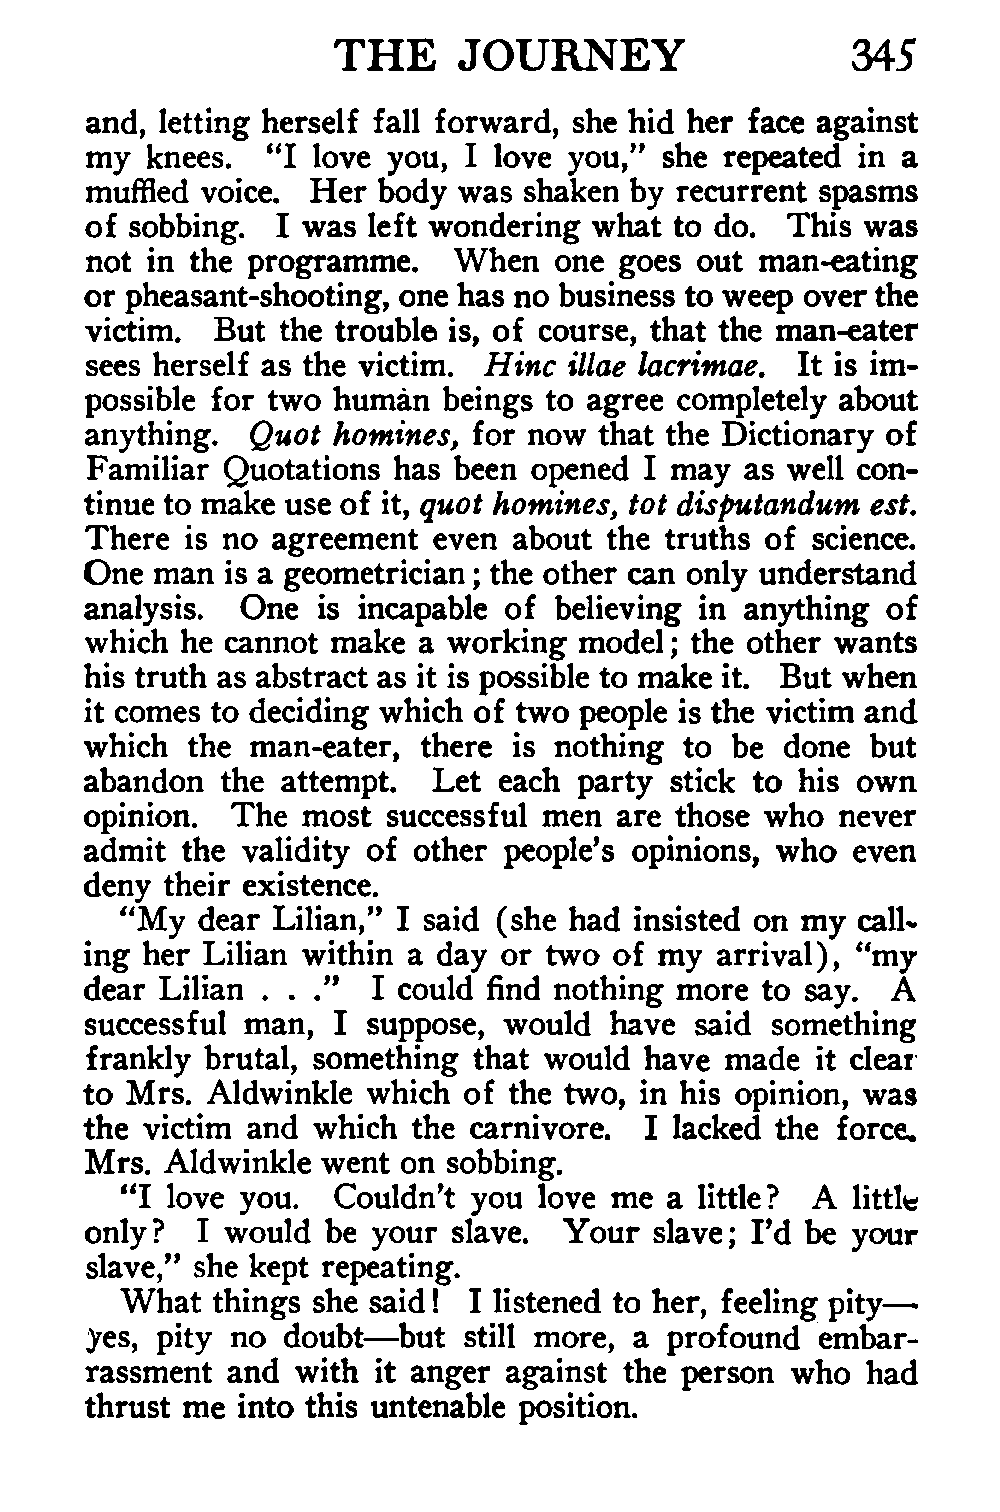 THE JOURNEY 345
and, letting herself fall forward, she hid her face against
my knees. "I love you, I love you," she repeated in a
muffled voice. Her body was shaken by recurrent spasms
of sobbing. I was left wondering what to do. This was
not in the programme. When one goes out man-eating
or pheasant-shooting, one has no business to weep over the
victim. But the trouble is, of course, that the man-eater
sees herself as the victim. Hinc illae lacrimae. It is im-
possible for two human beings to agree completely about
anything. Quot homines, for now that the Dictionary of
Familiar Quotations has been opened I may as well con-
tinue to make use of it, quot homines, tot disputandum est.
There is no agreement even about the truths of science.
One man is a geometrician; the other can only understand
analysis. One is incapable of believing in anything of
which he cannot make a working model; the other wants
his truth as abstract as it is possible to make it. But when
it comes to deciding which of two people is the victim and
which the man-eater, there is nothing to be done but
abandon the attempt. Let each party stick to his own
opinion. The most successful men are those who never
admit the validity of other people's opinions, who even
deny their existence.
"My dear Lilian," I said (she had insisted on my call-
ing her Lilian within a day or two of my arrival), "my
dear Lilian . . ." I could find nothing more to say. A
successful man, I suppose, would have said something
frankly brutal, something that would have made it clear
to Mrs. Aldwinkle which of the two, in his opinion, was
the victim and which the carnivore. I lacked the force.
Mrs. Aldwinkle went on sobbing.
"I love you. Couldn't you love me a little? A little
only? I would be your slave. Your slave; I'd be your
slave," she kept repeating.
What things she said! I listened to her, feeling pity—
yes, pity no doubt—but still more, a profound embar-
rassment and with it anger against the person who had
thrust me into this untenable position.